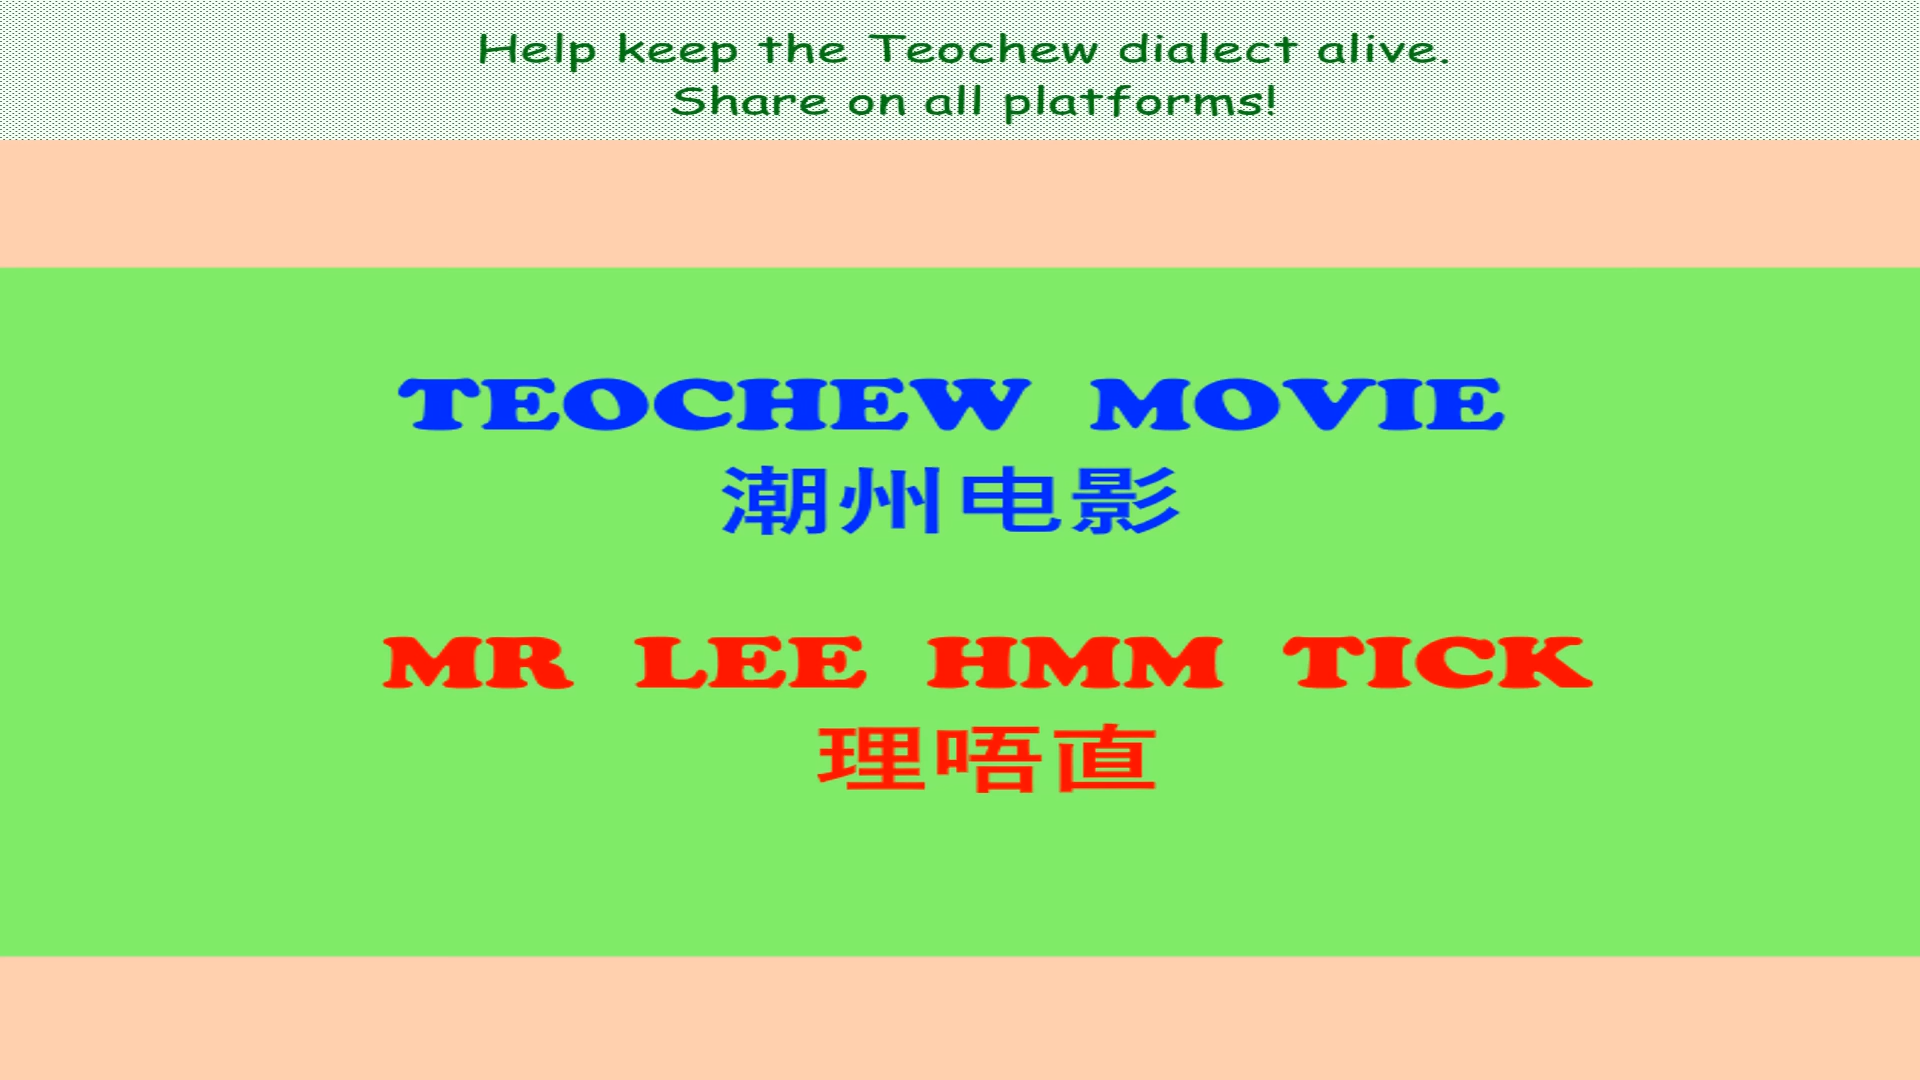 Help keep the Teochew dialect alive.
Share on all platforms!
TEOCHEW MOVIE
潮州电影
MR LEE HMM TICK
理唔直